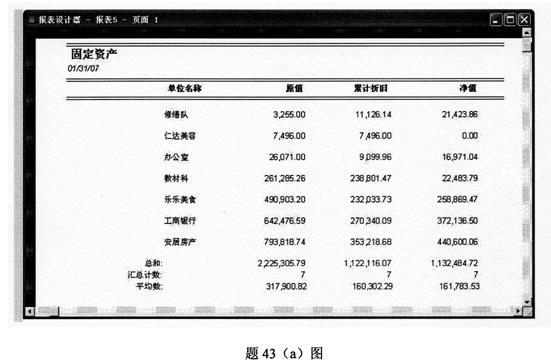 报表设计器 - 报表5 - 页面 1
固定资产
01/31/07
单位名称 原值 累计折旧 净值
修缮队 3,255.00 11,126.14 21,423.86
仁达美容 7,496.00 7,496.00 0.00
办公室 26,071.00 9,099.96 16,971.04
教材科 261,285.26 238,801.47 22,483.79
乐乐美食 490,903.20 232,033.73 258,869.47
工商银行 642,476.59 270,340.09 372,136.50
安居房产 793,818.74 353,218.68 440,600.06
总和: 2,225,305.79 1,122,116.07 1,132,484.72
汇总计数: 7 7 7
平均数: 317,900.82 160,302.29 161,783.53
题 43（a）图